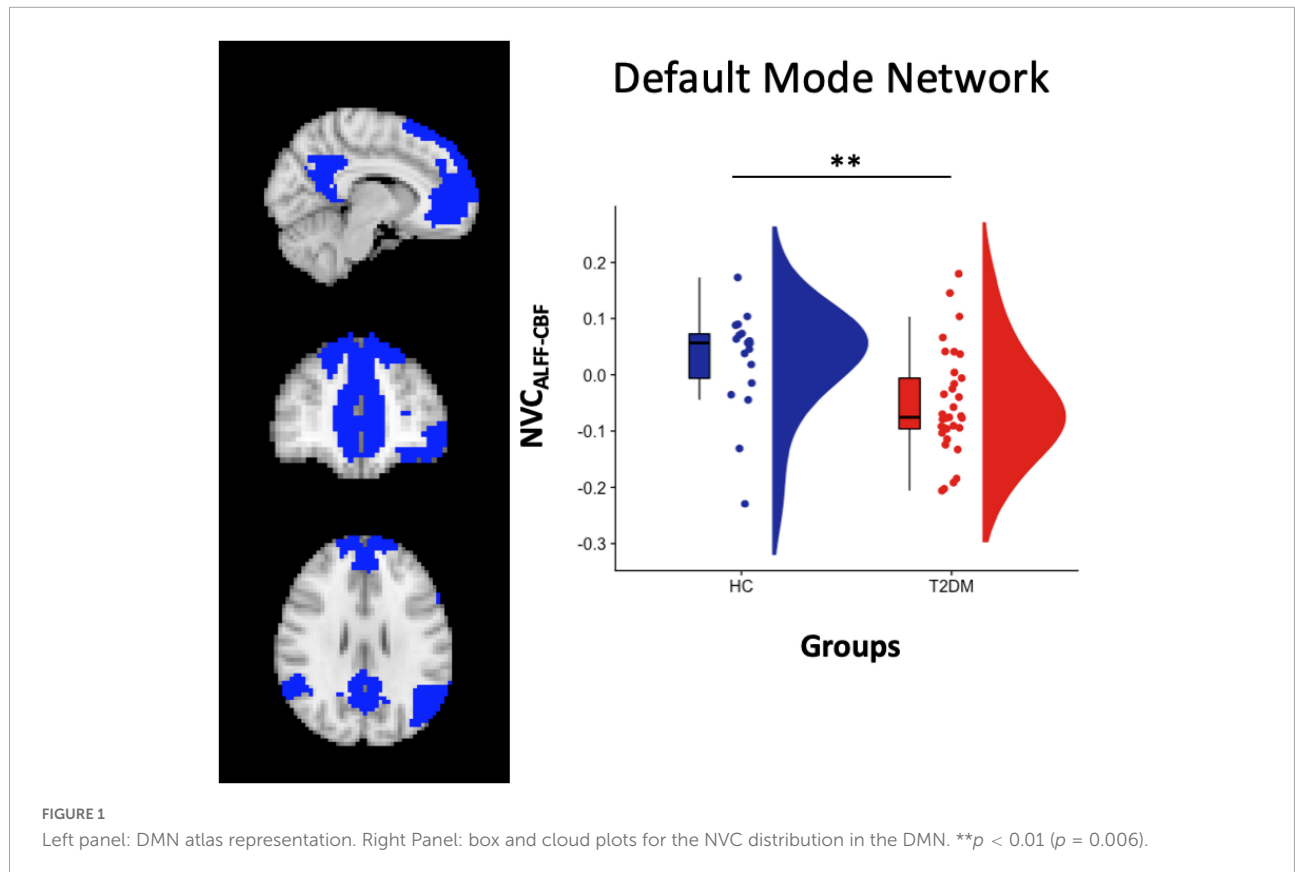 Default Mode Network
**
NVCALFF-CBF
0.2
0.1
0.0
-0.1
-0.2
-0.3
HC T2DM
Groups
FIGURE 1
Left panel: DMN atlas representation. Right Panel: box and cloud plots for the NVC distribution in the DMN. **p < 0.01 (p = 0.006).